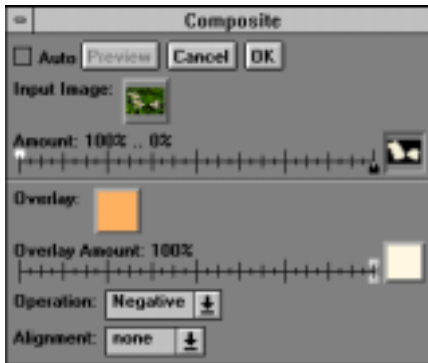 Composite
Auto Preview Cancel OK
Input Image:
Amount: 100% .. 0%
Overlay:
Overlay Amount: 100%
Operation: Negative
Alignment: none